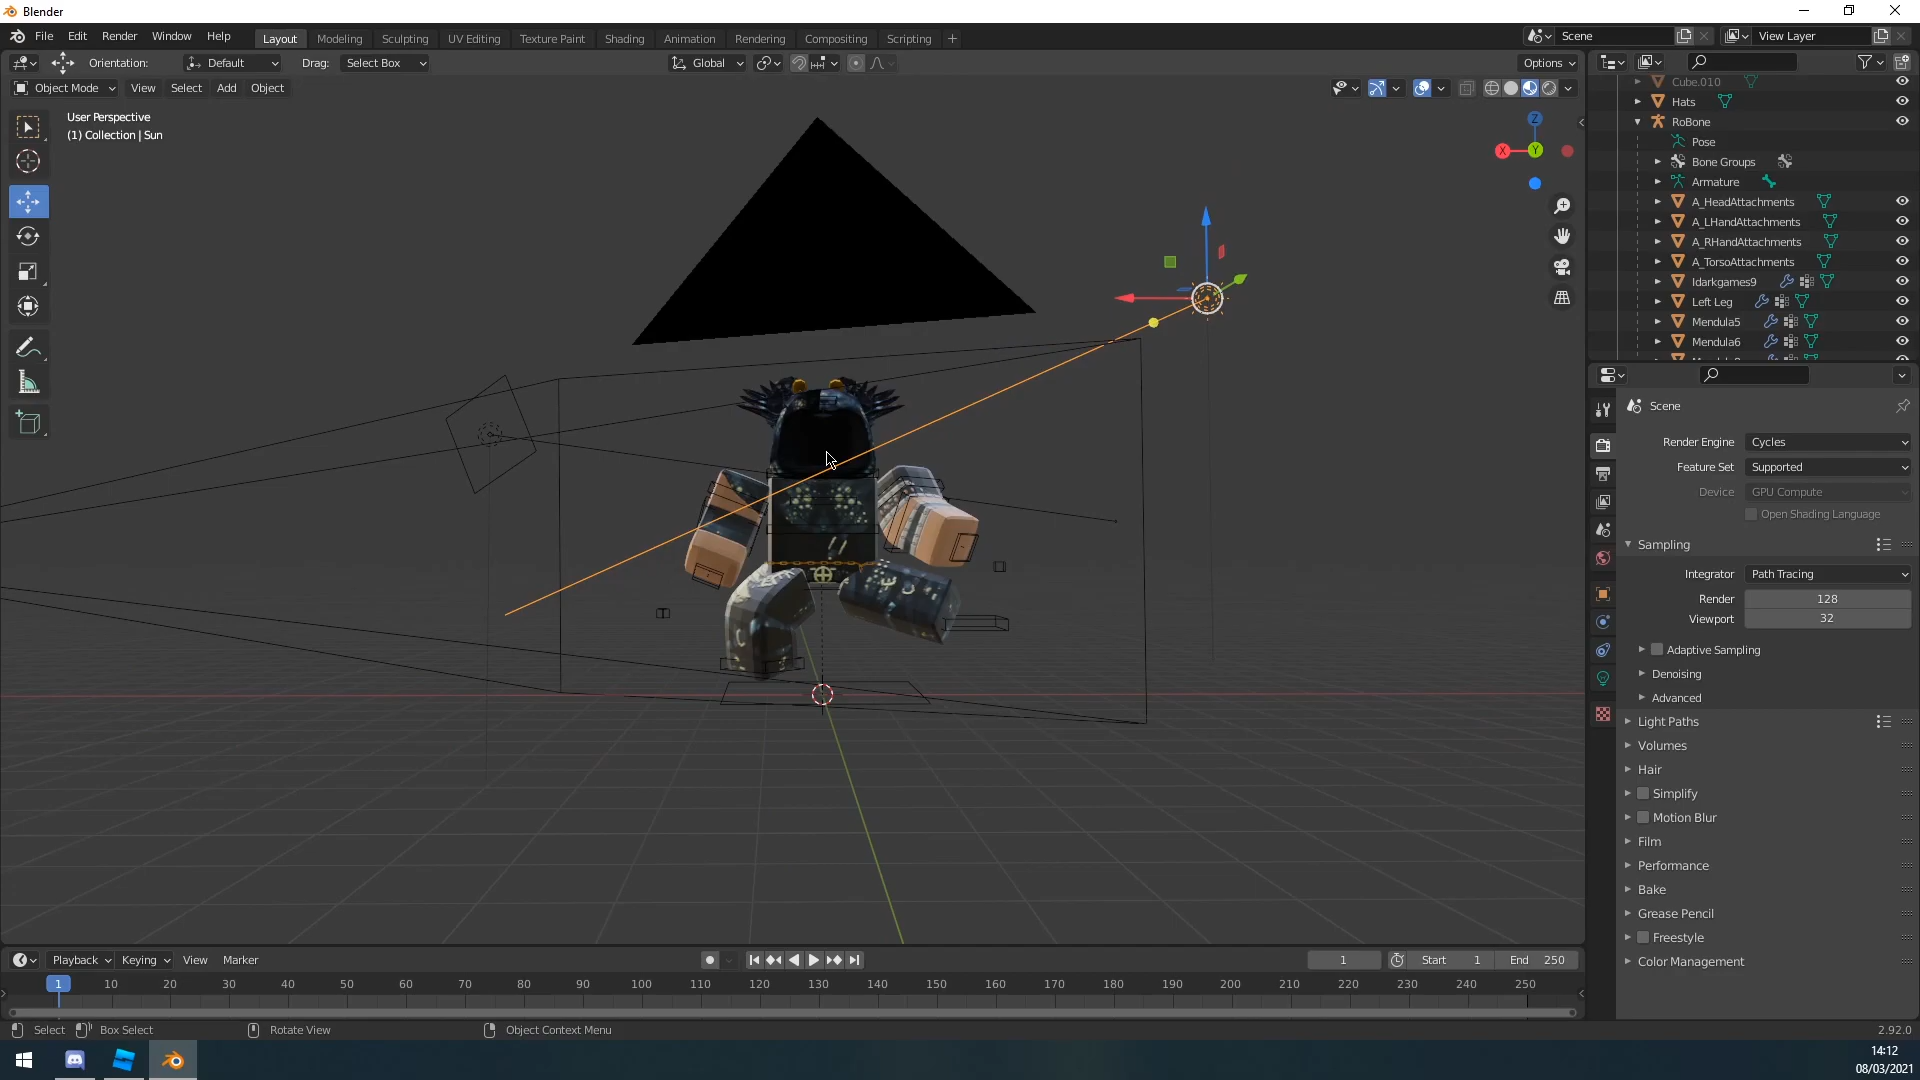 Blender
File Edit Render Window Help Layout Modeling Sculpting UV Editing Texture Paint Shading Animation Rendering Compositing Scripting + Scene View Layer
Orientation: Default Drag: Select Box Global Options
Object Mode View Select Add Object
User Perspective
(1) Collection | Sun
Z
X Y
Cube.010
Hats
RoBone
Pose
Bone Groups
Armature
A_HeadAttachments
A_LHandAttachments
A_RHandAttachments
A_TorsoAttachments
Idarkgames9
Left Leg
Mendula5
Mendula6
Scene
Render Engine Cycles
Feature Set Supported
Device GPU Compute
Open Shading Language
Sampling
Integrator Path Tracing
Render 128
Viewport 32
Adaptive Sampling
Denoising
Advanced
Light Paths
Volumes
Hair
Simplify
Motion Blur
Film
Performance
Bake
Grease Pencil
Freestyle
Color Management
Playback Keying View Marker 1 Start 1 End 250
1 10 20 30 40 50 60 70 80 90 100 110 120 130 140 150 160 170 180 190 200 210 220 230 240 250
Select Box Select Rotate View Object Context Menu 2.92.0
14:12
08/03/2021